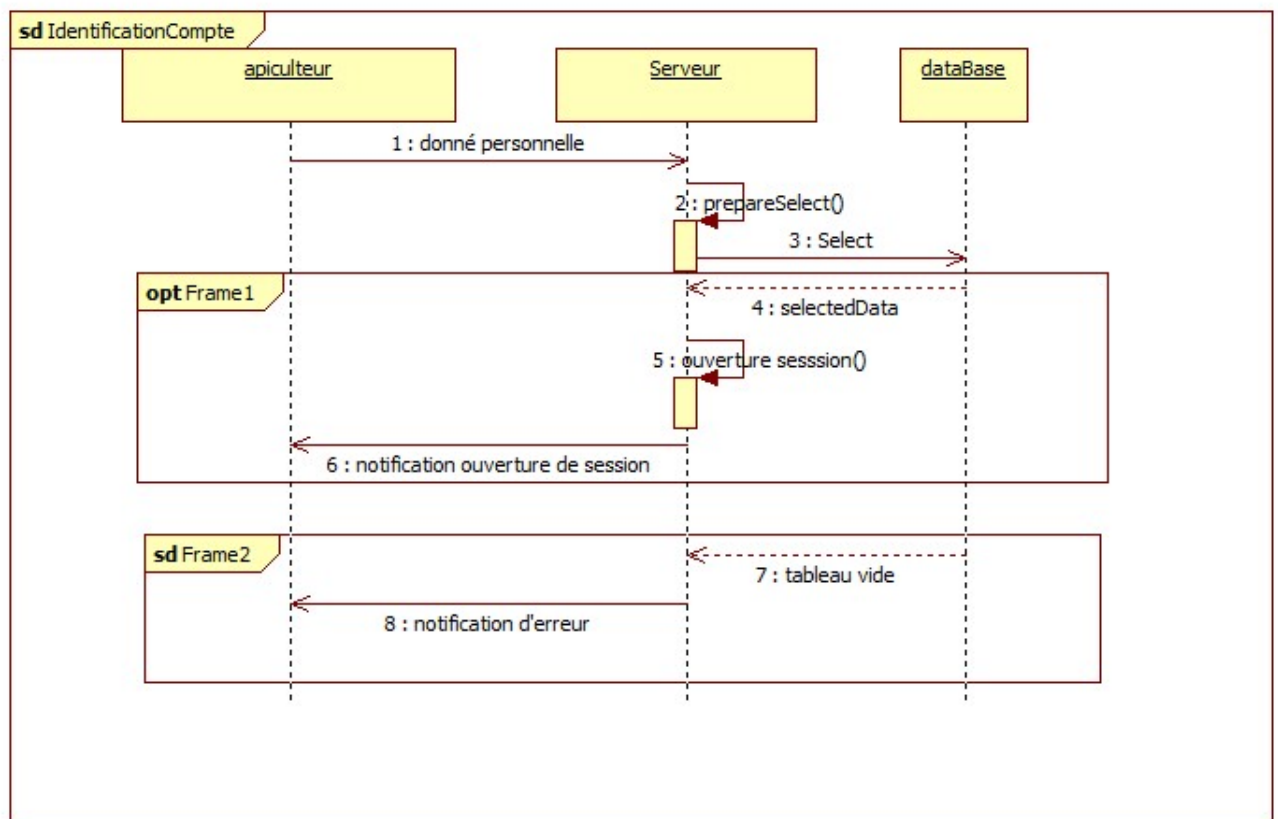 sd IdentificationCompte
apiculteur
Serveur
dataBase
1 : donné personnelle
2 : prepareSelect()
3 : Select
opt Frame1
4 : selectedData
5 : ouverture sesssion()
6 : notification ouverture de session
sd Frame2
7 : tableau vide
8 : notification d'erreur